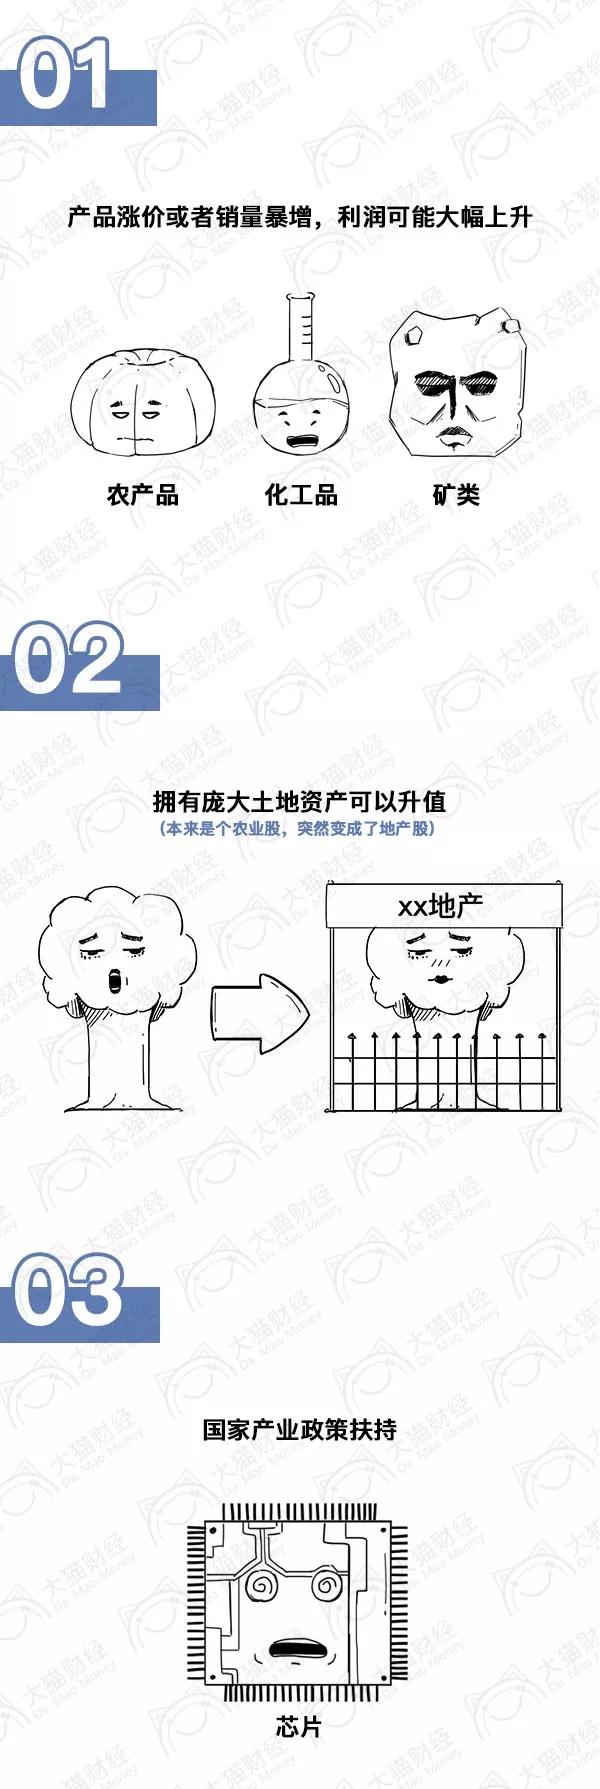 01
产品涨价或者销量暴增，利润可能大幅上升
农产品 化工品 矿类
02
拥有庞大土地资产可以升值
（本来是个农业股，突然变成了地产股）
xx地产
03
国家产业政策扶持
芯片
大猫财经
Da Mao Money